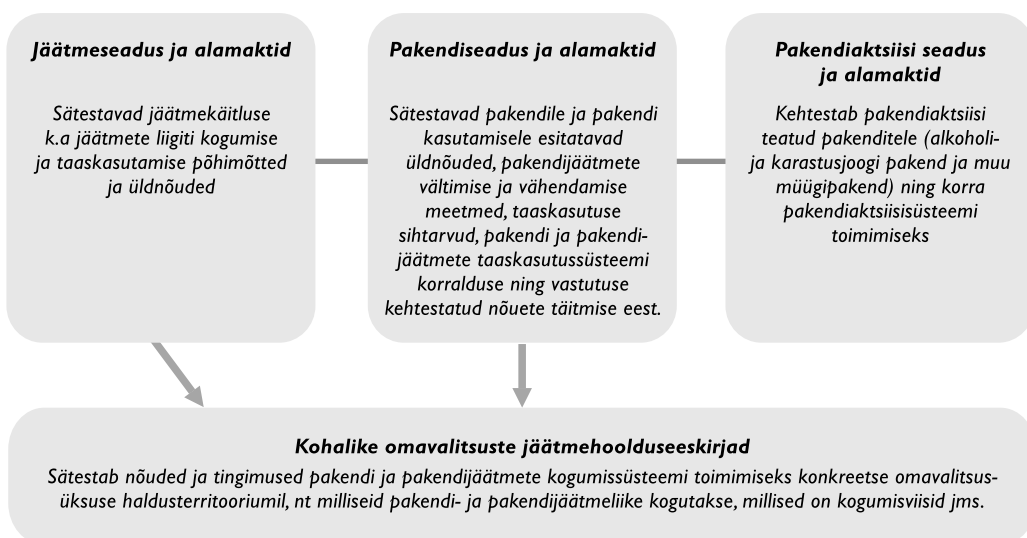 Jäätmeseadus ja alamaktid
Sätestavad jäätmekäitluse
k.a jäätmete liigiti kogumise
ja taaskasutamise põhimõtted
ja üldnõuded
Pakendiseadus ja alamaktid
Sätestavad pakendile ja pakendi
kasutamisele esitatavad
üldnõuded, pakendijäätmete
vältimise ja vähendamise
meetmed, taaskasutuse
sihtarvud, pakendi ja pakendi-
jäätmete taaskasutussüsteemi
korralduse ning vastutuse
kehtestatud nõuete täitmise eest.
Pakendiaktsiisi seadus
ja alamaktid
Kehtestab pakendiaktsiisi
teatud pakenditele (alkoholi-
ja karastusjoogi pakend ja muu
müügipakend) ning korra
pakendiaktsiisisüsteemi
toimimiseks
Kohalike omavalitsuste jäätmehoolduseeskirjad
Sätestab nõuded ja tingimused pakendi ja pakendijäätmete kogumissüsteemi toimimiseks konkreetse omavalitsus-
üksuse haldusterritooriumil, nt milliseid pakendi- ja pakendijäätmeliike kogutakse, millised on kogumisviisid jms.